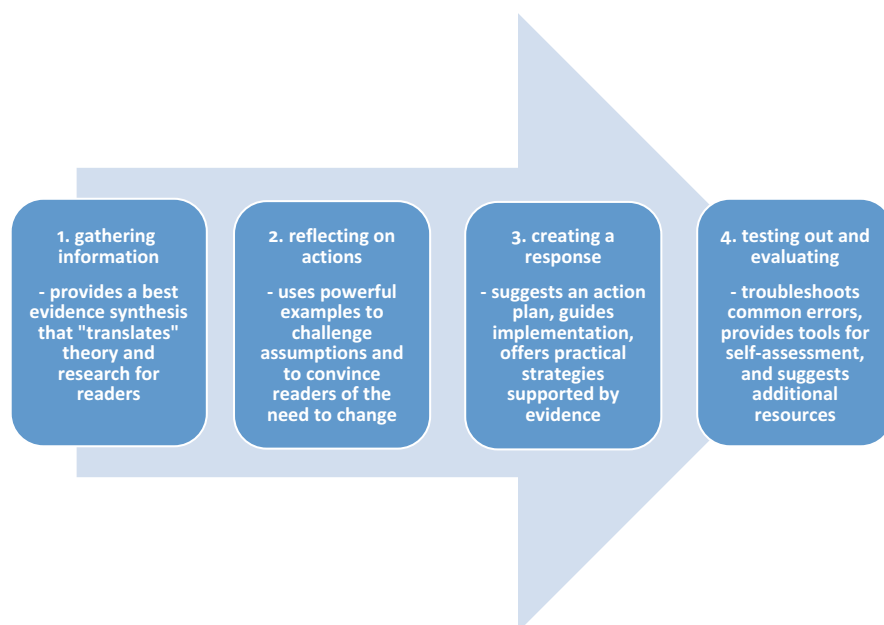 1. gathering
information
- provides a best
evidence synthesis
that "translates"
theory and
research for
readers
2. reflecting on
actions
- uses powerful
examples to
challenge
assumptions and
to convince
readers of the
need to change
3. creating a
response
- suggests an action
plan, guides
implementation,
offers practical
strategies
supported by
evidence
4. testing out and
evaluating
- troubleshoots
common errors,
provides tools for
self-assessment,
and suggests
additional
resources